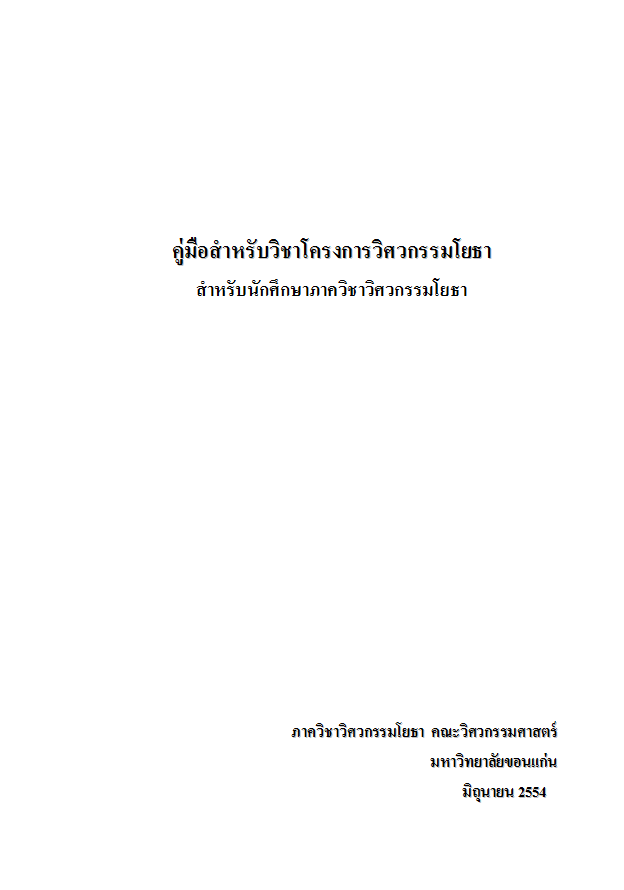 คู่มือสำหรับวิชาโครงการวิศวกรรมโยธา
สำหรับนักศึกษาภาควิชาวิศวกรรมโยธา
ภาควิชาวิศวกรรมโยธา คณะวิศวกรรมศาสตร์
มหาวิทยาลัยขอนแก่น
มิถุนายน 2554